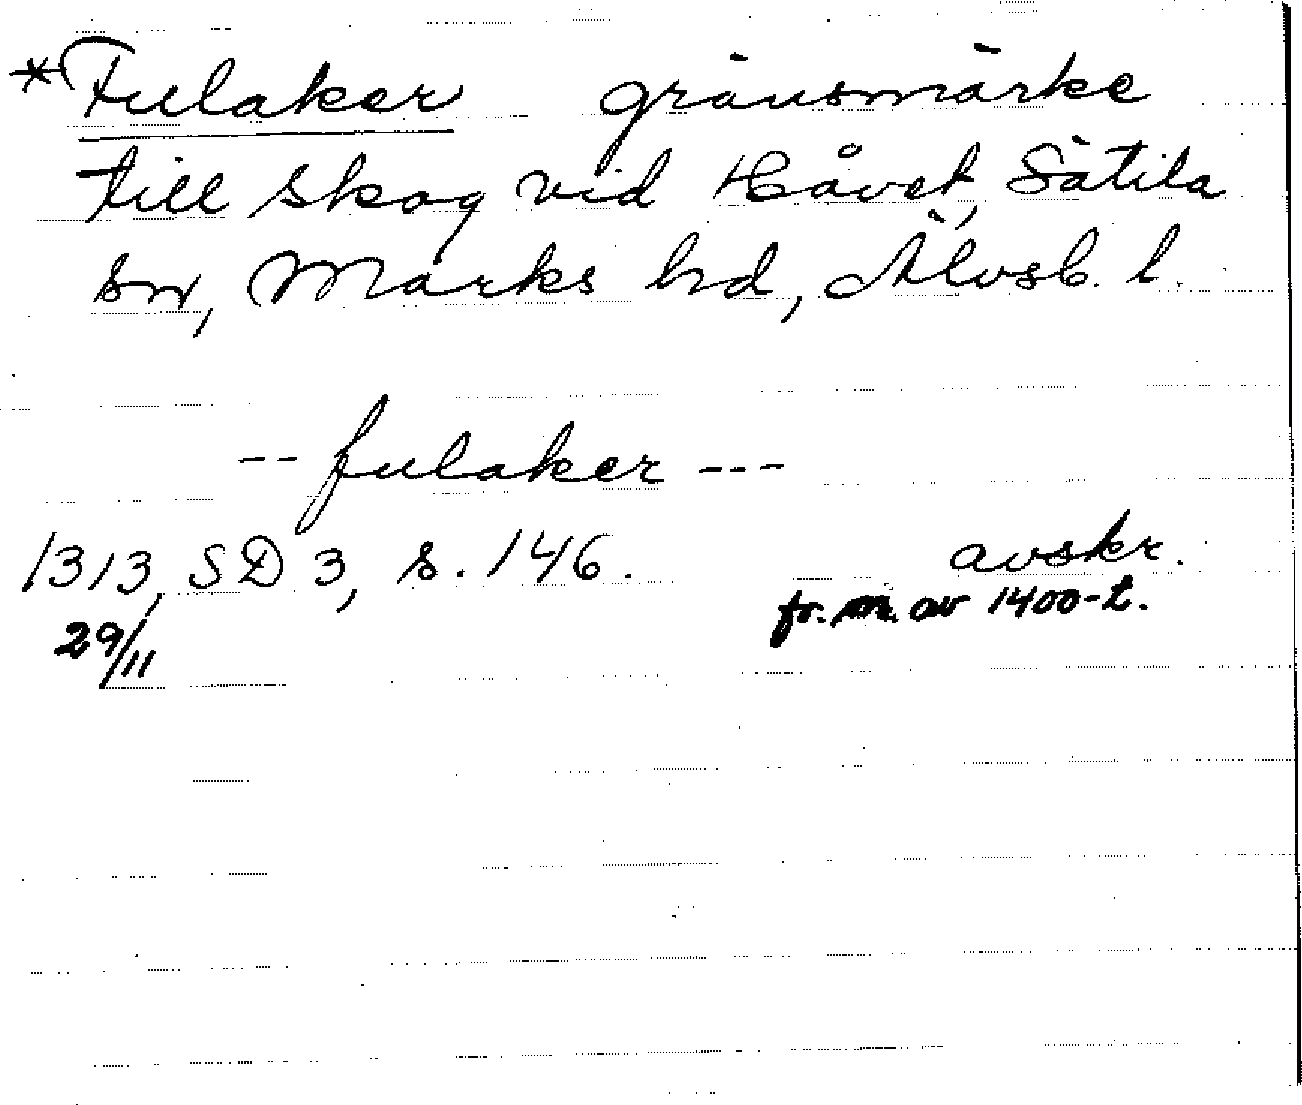 *Fulaker gränsmärke
till skog vid Håvet, Sätila
sn, Marks hd, Älvsb. l.
-- fulaker ---
1313, SD 3, s. 146. avskr.
29/11 fr. m. av 1400-t.